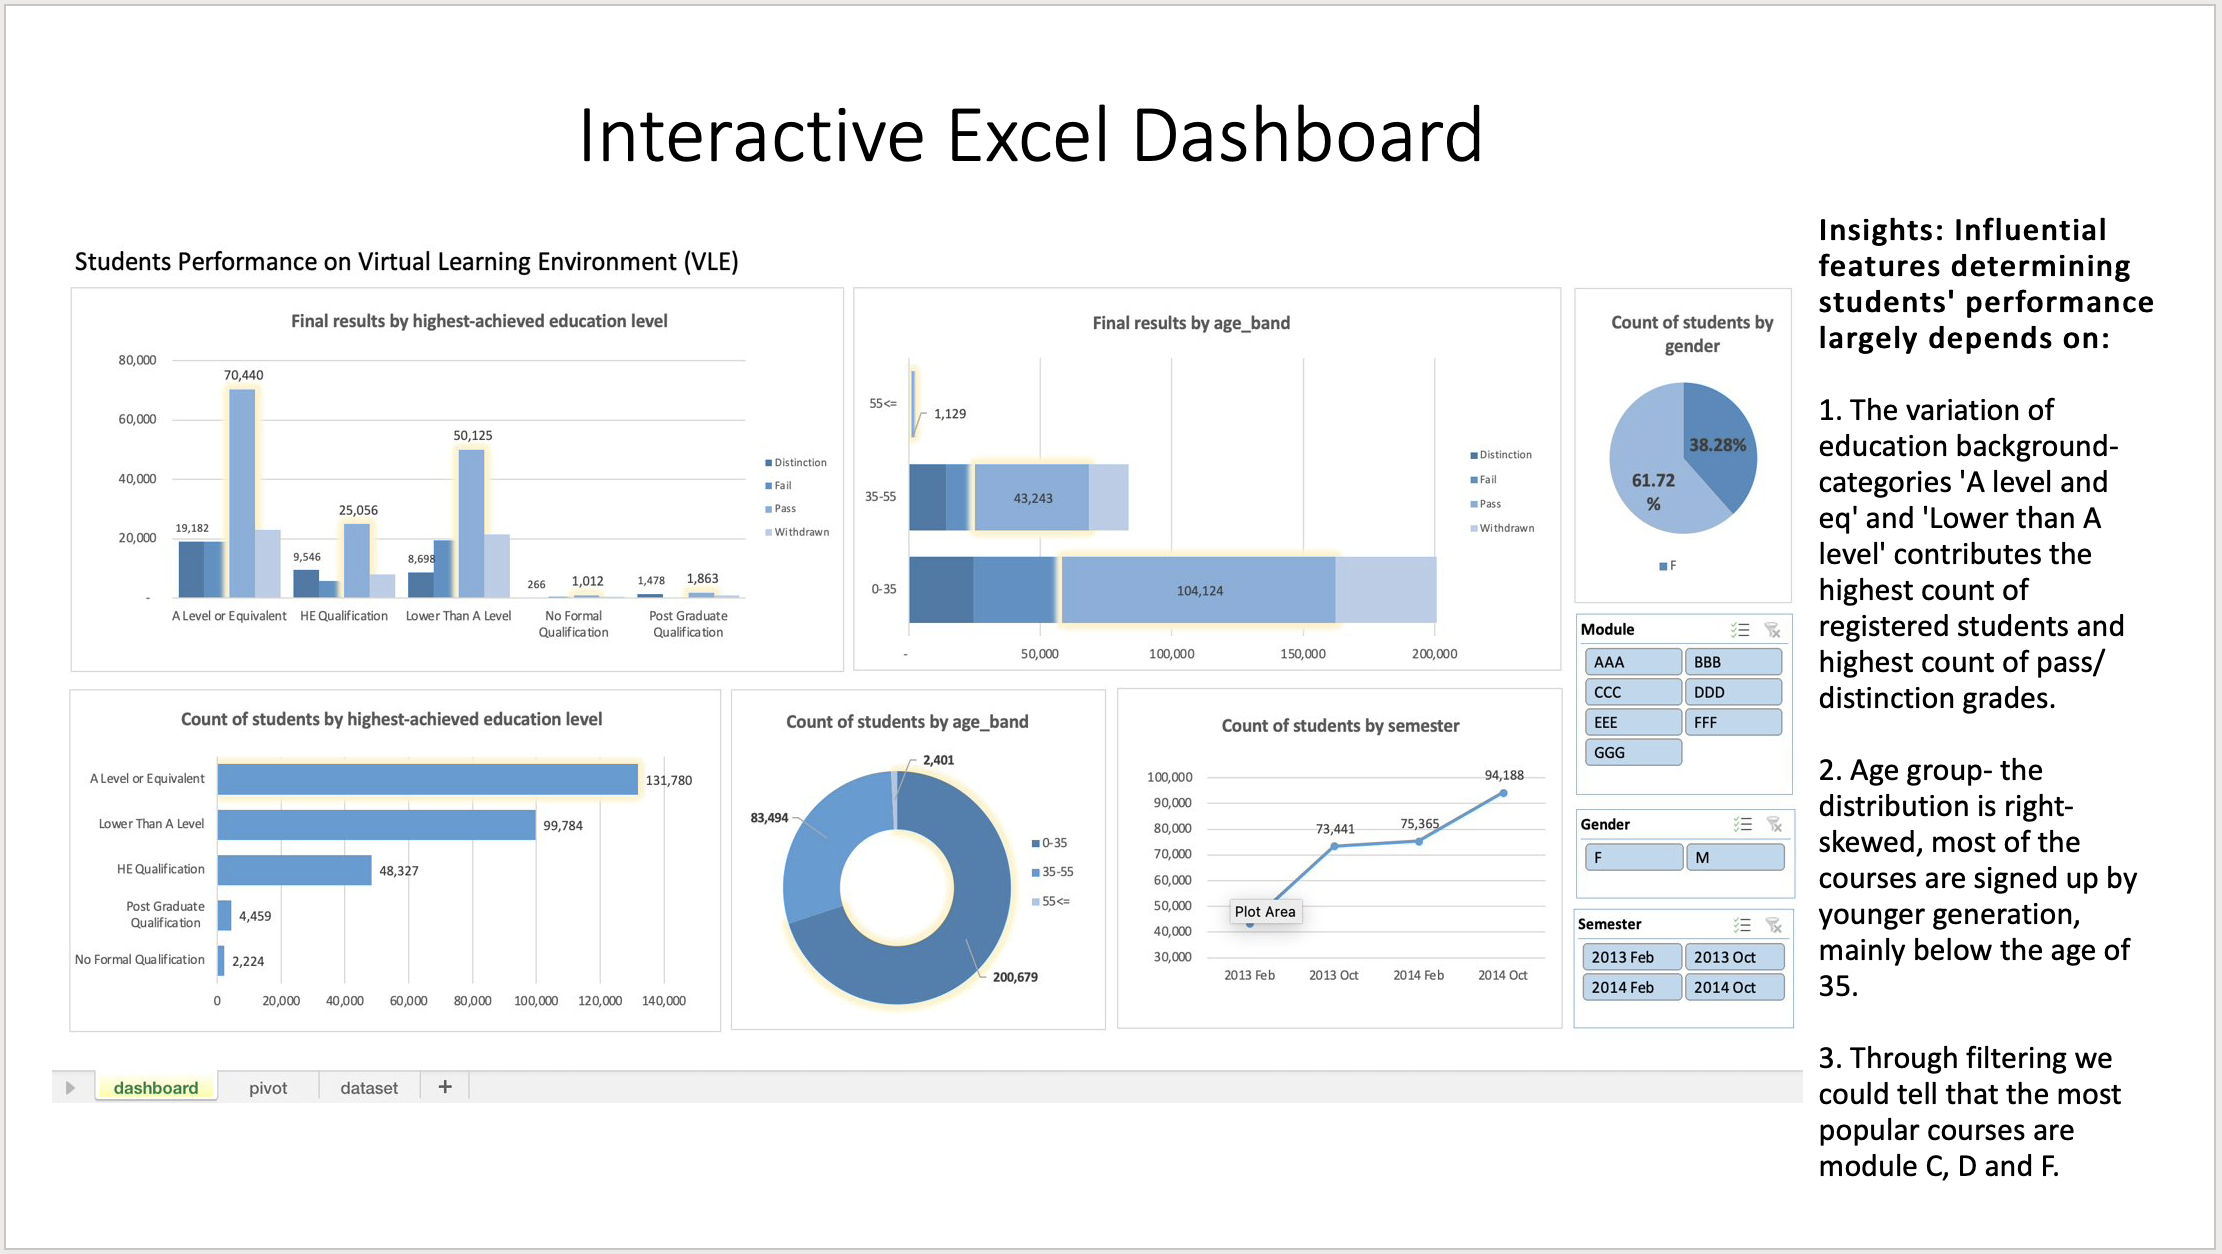 Interactive Excel Dashboard
Students Performance on Virtual Learning Environment (VLE)
Final results by highest-achieved education level
80,000
60,000
40,000
20,000
-
19,182
70,440
9,546
25,056
8,698
50,125
266
1,012
1,478
1,863
A Level or Equivalent
HE Qualification
Lower Than A Level
No Formal
Qualification
Post Graduate
Qualification
Distinction
Fail
Pass
Withdrawn
Final results by age_band
55<=
1,129
35-55
43,243
0-35
104,124
-
50,000
100,000
150,000
200,000
Distinction
Fail
Pass
Withdrawn
Count of students by
gender
38.28%
61.72
%
F
Module
AAA
BBB
CCC
DDD
EEE
FFF
GGG
Gender
F
M
Semester
2013 Feb
2013 Oct
2014 Feb
2014 Oct
Count of students by highest-achieved education level
A Level or Equivalent
131,780
Lower Than A Level
99,784
HE Qualification
48,327
Post Graduate
Qualification
4,459
No Formal Qualification
2,224
0
20,000
40,000
60,000
80,000
100,000
120,000
140,000
Count of students by age_band
2,401
83,494
200,679
0-35
35-55
55<=
Count of students by semester
100,000
90,000
80,000
70,000
60,000
50,000
40,000
30,000
73,441
75,365
94,188
Plot Area
2013 Feb
2013 Oct
2014 Feb
2014 Oct
dashboard
pivot
dataset
+
Insights: Influential
features determining
students' performance
largely depends on:
1. The variation of
education background-
categories 'A level and
eq' and 'Lower than A
level' contributes the
highest count of
registered students and
highest count of pass/
distinction grades.
2. Age group- the
distribution is right-
skewed, most of the
courses are signed up by
younger generation,
mainly below the age of
35.
3. Through filtering we
could tell that the most
popular courses are
module C, D and F.